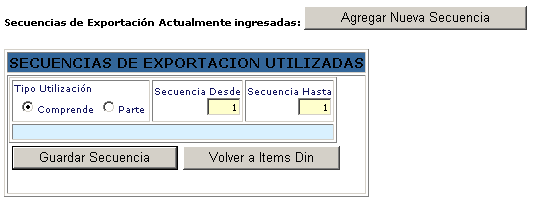 Secuencias de Exportación Actualmente ingresadas: Agregar Nueva Secuencia
SECUENCIAS DE EXPORTACION UTILIZADAS
Tipo Utilización
Comprende Parte
Secuencia Desde
1
Secuencia Hasta
1
Guardar Secuencia Volver a Items Din